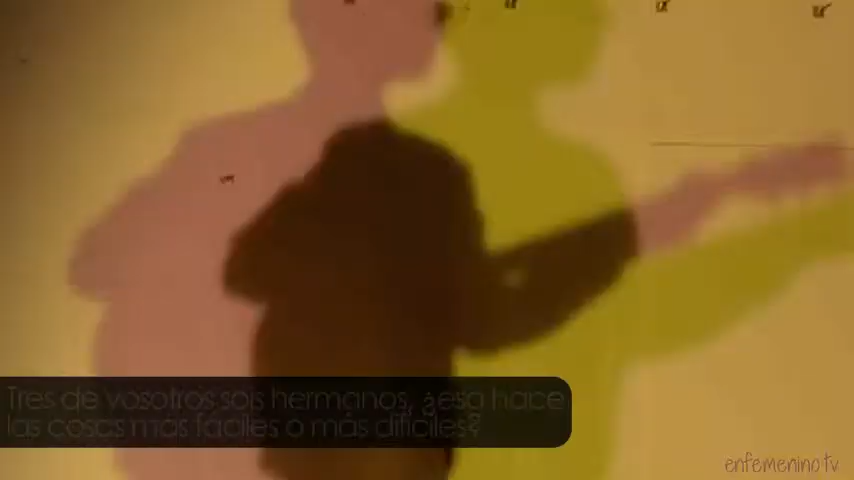 Tres de vosotros sois hermanos, ¿eso hace
las cosas más fáciles o más difíciles?
enfemenino tv